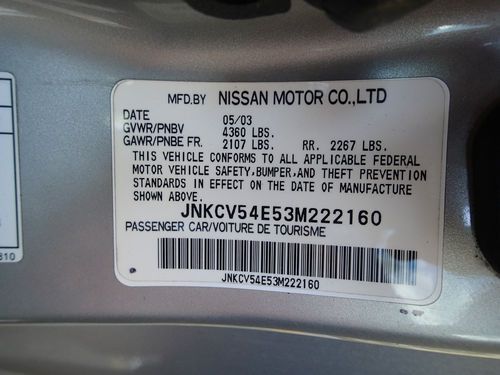 MFD.BY NISSAN MOTOR CO.,LTD
DATE 05/03
GVWR/PNBV 4360 LBS.
GAWR/PNBE FR. 2107 LBS. RR. 2267 LBS.
THIS VEHICLE CONFORMS TO ALL APPLICABLE FEDERAL
MOTOR VEHICLE SAFETY,BUMPER,AND THEFT PREVENTION
STANDARDS IN EFFECT ON THE DATE OF MANUFACTURE
SHOWN ABOVE.
JNKCV54E53M222160
PASSENGER CAR/VOITURE DE TOURISME
JNKCV54E53M222160